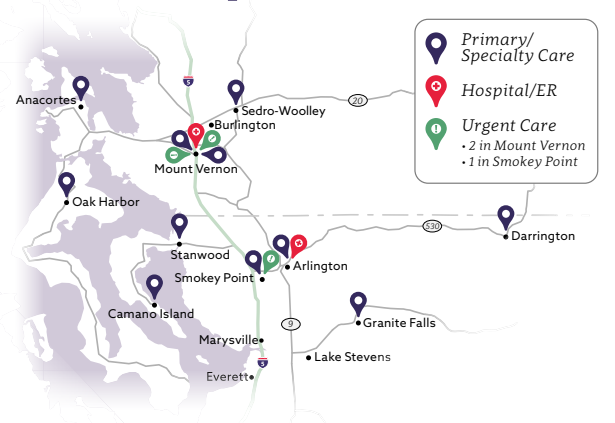 Primary/
Specialty Care
Hospital/ER
Urgent Care
• 2 in Mount Vernon
• 1 in Smokey Point
5
Anacortes
20
Sedro-Woolley
Burlington
Mount Vernon
Oak Harbor
530
Darrington
Stanwood
Arlington
Smokey Point
Camano Island
9
Granite Falls
Marysville
Lake Stevens
5
Everett